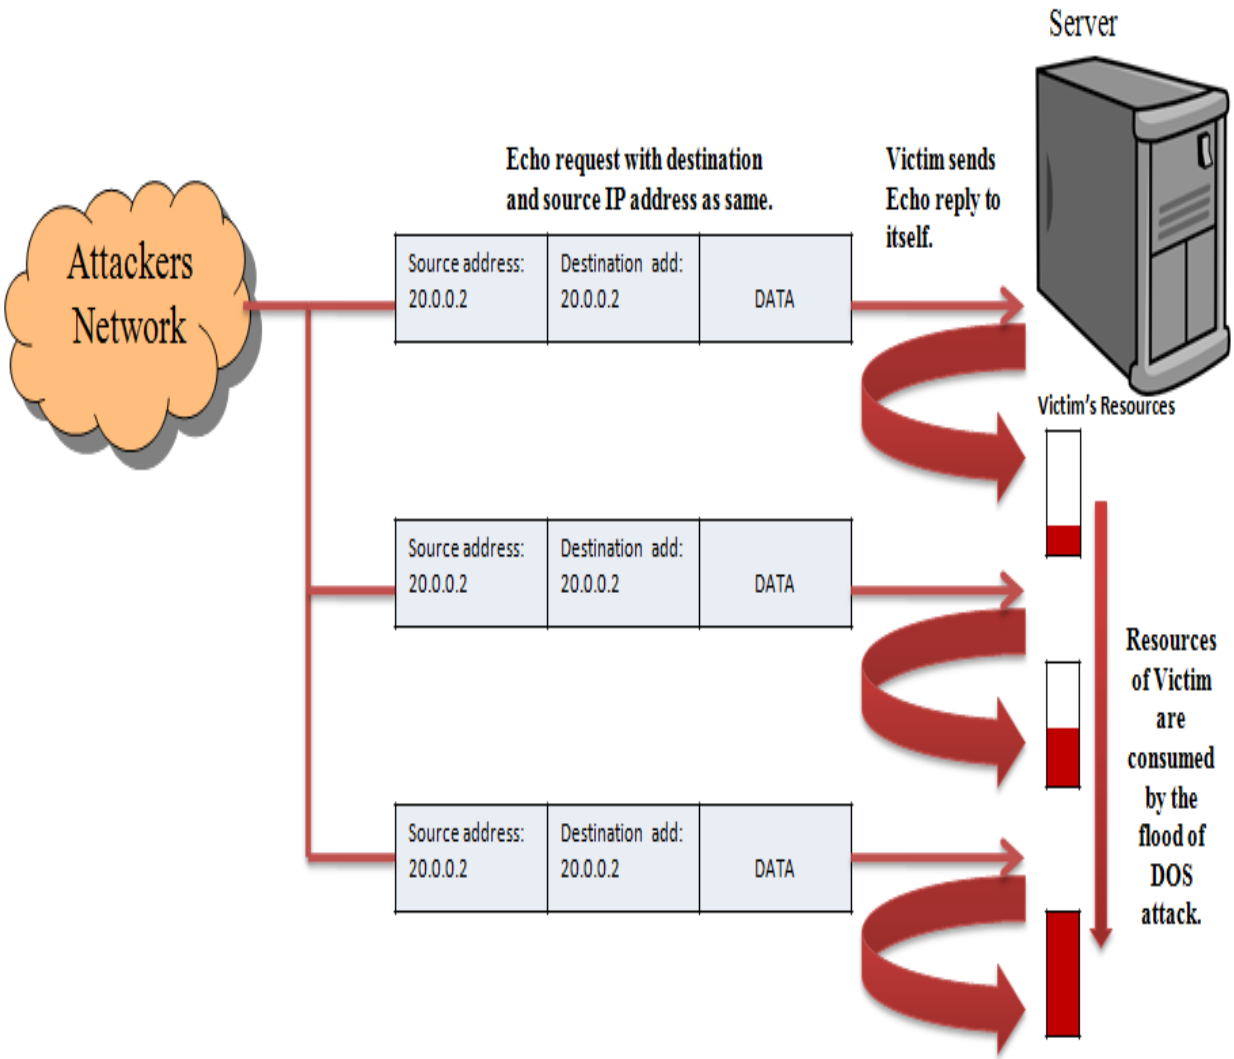 Server
Echo request with destination
and source IP address as same.
Victim sends
Echo reply to
itself.
Attackers
Network
Source address:
20.0.0.2
Destination add:
20.0.0.2
DATA
Victim's Resources
Source address:
20.0.0.2
Destination add:
20.0.0.2
DATA
Resources
of Victim
are
consumed
by the
flood of
DOS
attack.
Source address:
20.0.0.2
Destination add:
20.0.0.2
DATA